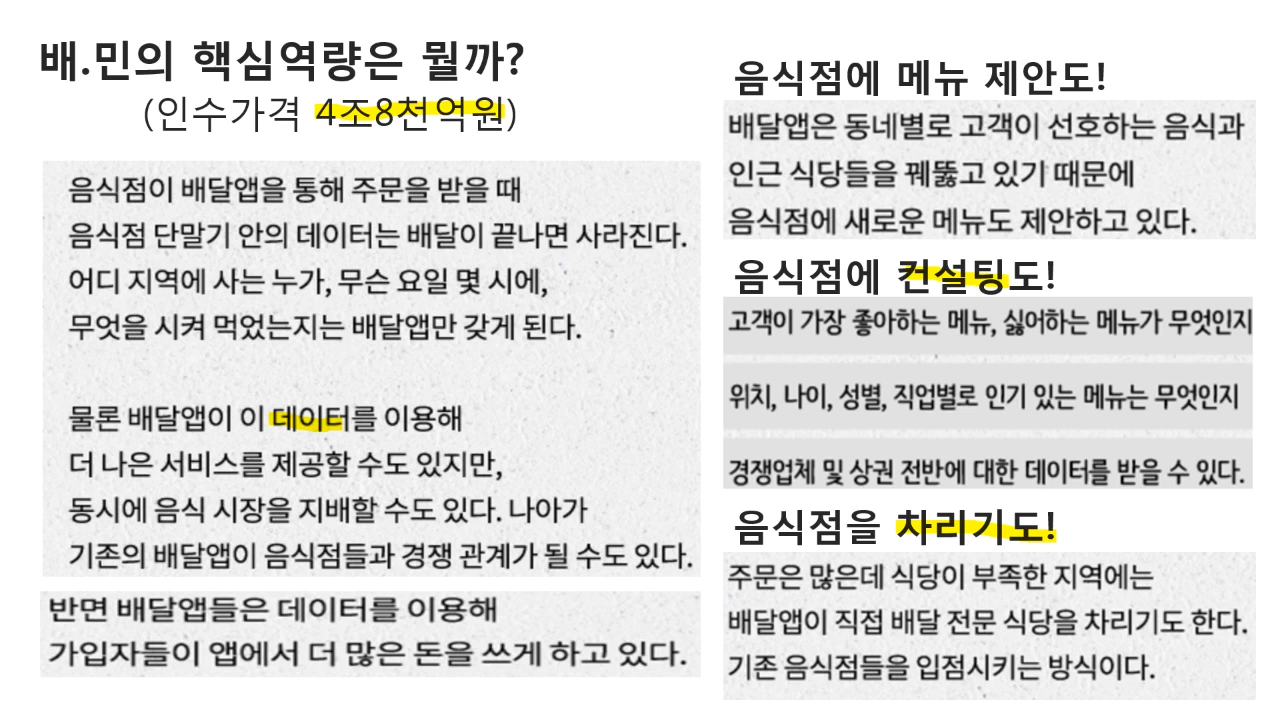 배.민의 핵심역량은 뭘까?
(인수가격 4조8천억원)
음식점이 배달앱을 통해 주문을 받을 때
음식점 단말기 안의 데이터는 배달이 끝나면 사라진다.
어디 지역에 사는 누가, 무슨 요일 몇 시에,
무엇을 시켜 먹었는지는 배달앱만 갖게 된다.
물론 배달앱이 이 데이터를 이용해
더 나은 서비스를 제공할 수도 있지만,
동시에 음식 시장을 지배할 수도 있다. 나아가
기존의 배달앱이 음식점들과 경쟁 관계가 될 수도 있다.
반면 배달앱들은 데이터를 이용해
가입자들이 앱에서 더 많은 돈을 쓰게 하고 있다.
음식점에 메뉴 제안도!
배달앱은 동네별로 고객이 선호하는 음식과
인근 식당들을 꿰뚫고 있기 때문에
음식점에 새로운 메뉴도 제안하고 있다.
음식점에 컨설팅도!
고객이 가장 좋아하는 메뉴, 싫어하는 메뉴가 무엇인지
위치, 나이, 성별, 직업별로 인기 있는 메뉴는 무엇인지
경쟁업체 및 상권 전반에 대한 데이터를 받을 수 있다.
음식점을 차리기도!
주문은 많은데 식당이 부족한 지역에는
배달앱이 직접 배달 전문 식당을 차리기도 한다.
기존 음식점들을 입점시키는 방식이다.